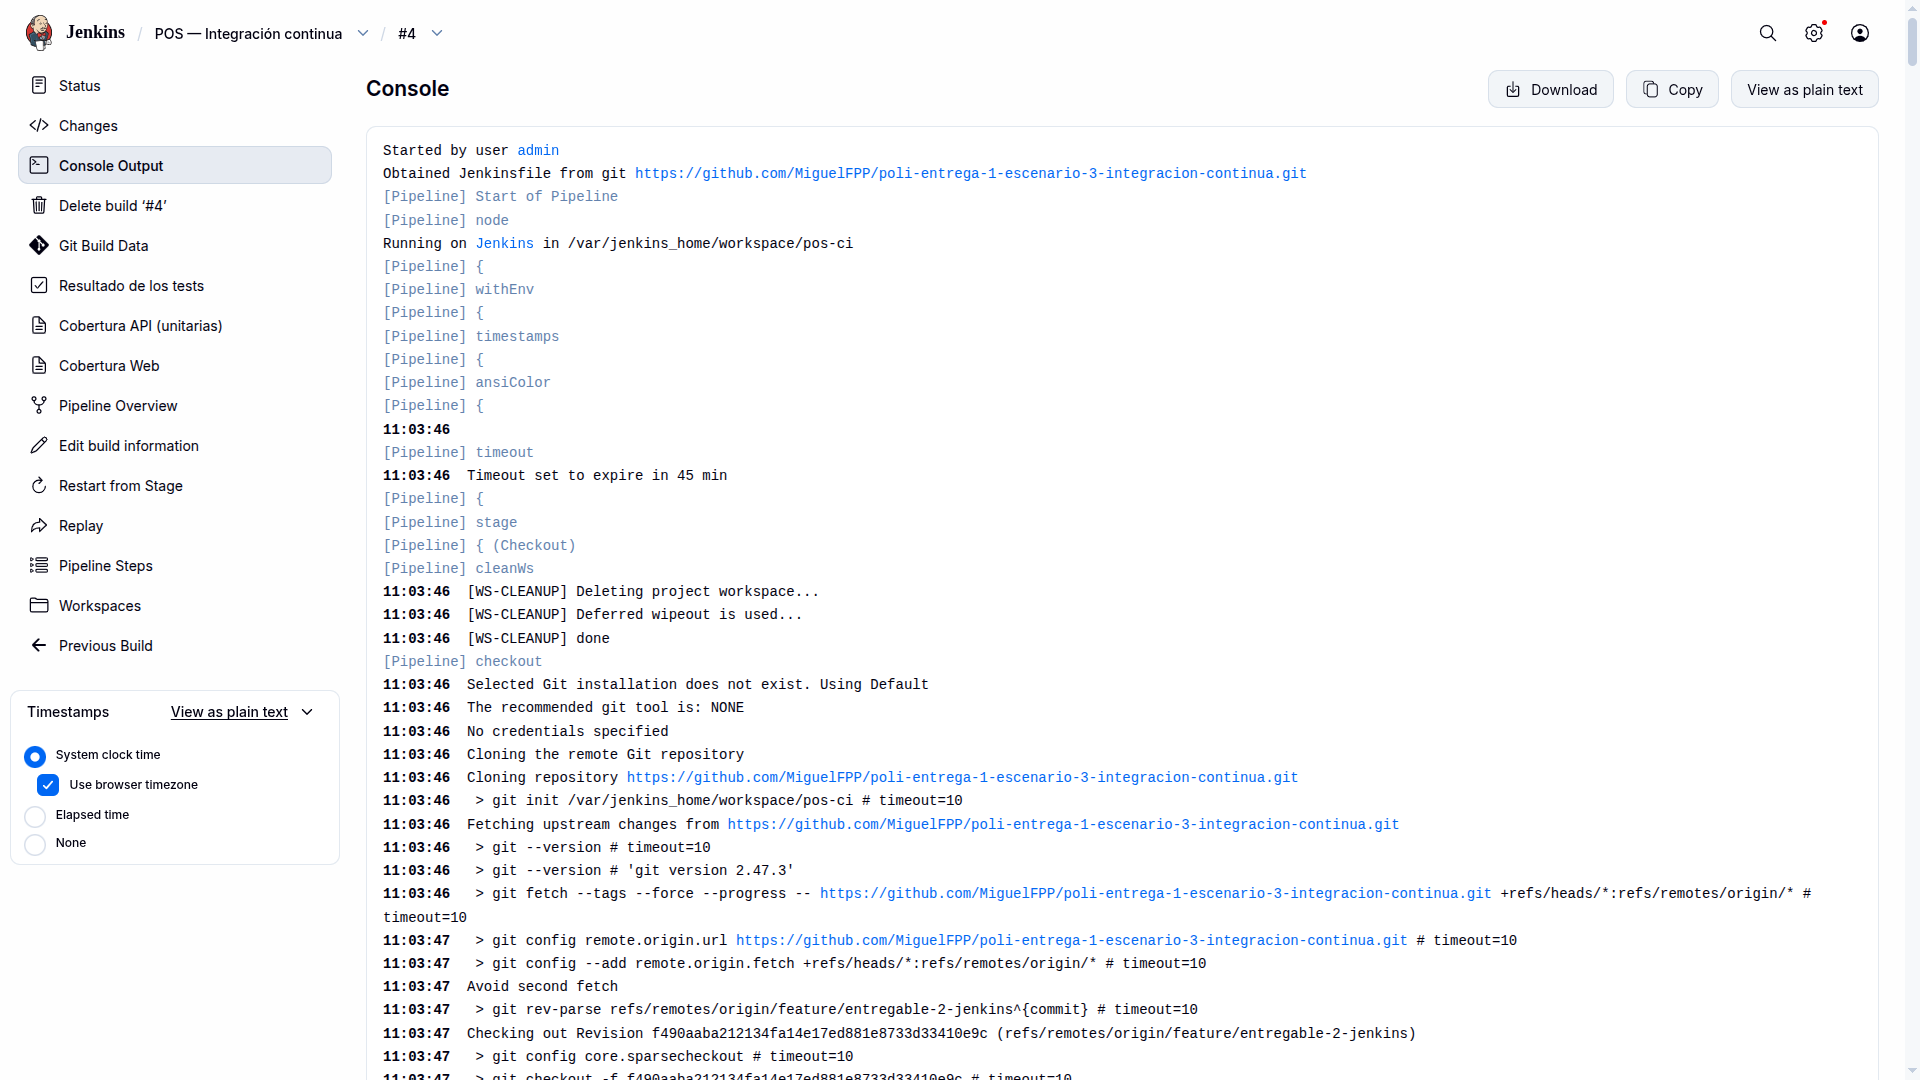 Jenkins / POS — Integración continua / #4
Status
Changes
Console Output
Delete build ‘#4’
Git Build Data
Resultado de los tests
Cobertura API (unitarias)
Cobertura Web
Pipeline Overview
Edit build information
Restart from Stage
Replay
Pipeline Steps
Workspaces
Previous Build
Timestamps View as plain text
System clock time
Use browser timezone
Elapsed time
None
Console
Download
Copy
View as plain text
Started by user admin
Obtained Jenkinsfile from git https://github.com/MiguelFPP/poli-entrega-1-escenario-3-integracion-continua.git
[Pipeline] Start of Pipeline
[Pipeline] node
Running on Jenkins in /var/jenkins_home/workspace/pos-ci
[Pipeline] {
[Pipeline] withEnv
[Pipeline] {
[Pipeline] timestamps
[Pipeline] {
[Pipeline] ansiColor
[Pipeline] {
11:03:46
[Pipeline] timeout
11:03:46 Timeout set to expire in 45 min
[Pipeline] {
[Pipeline] stage
[Pipeline] { (Checkout)
[Pipeline] cleanWs
11:03:46 [WS-CLEANUP] Deleting project workspace...
11:03:46 [WS-CLEANUP] Deferred wipeout is used...
11:03:46 [WS-CLEANUP] done
[Pipeline] checkout
11:03:46 Selected Git installation does not exist. Using Default
11:03:46 The recommended git tool is: NONE
11:03:46 No credentials specified
11:03:46 Cloning the remote Git repository
11:03:46 Cloning repository https://github.com/MiguelFPP/poli-entrega-1-escenario-3-integracion-continua.git
11:03:46 > git init /var/jenkins_home/workspace/pos-ci # timeout=10
11:03:46 Fetching upstream changes from https://github.com/MiguelFPP/poli-entrega-1-escenario-3-integracion-continua.git
11:03:46 > git --version # timeout=10
11:03:46 > git --version # 'git version 2.47.3'
11:03:46 > git fetch --tags --force --progress -- https://github.com/MiguelFPP/poli-entrega-1-escenario-3-integracion-continua.git +refs/heads/*:refs/remotes/origin/* #
timeout=10
11:03:47 > git config remote.origin.url https://github.com/MiguelFPP/poli-entrega-1-escenario-3-integracion-continua.git # timeout=10
11:03:47 > git config --add remote.origin.fetch +refs/heads/*:refs/remotes/origin/* # timeout=10
11:03:47 Avoid second fetch
11:03:47 > git rev-parse refs/remotes/origin/feature/entregable-2-jenkins^{commit} # timeout=10
11:03:47 Checking out Revision f490aaba212134fa14e17ed881e8733d33410e9c (refs/remotes/origin/feature/entregable-2-jenkins)
11:03:47 > git config core.sparsecheckout # timeout=10
11:03:47 > git checkout -f f490aaba212134fa14e17ed881e8733d33410e9c # timeout=10